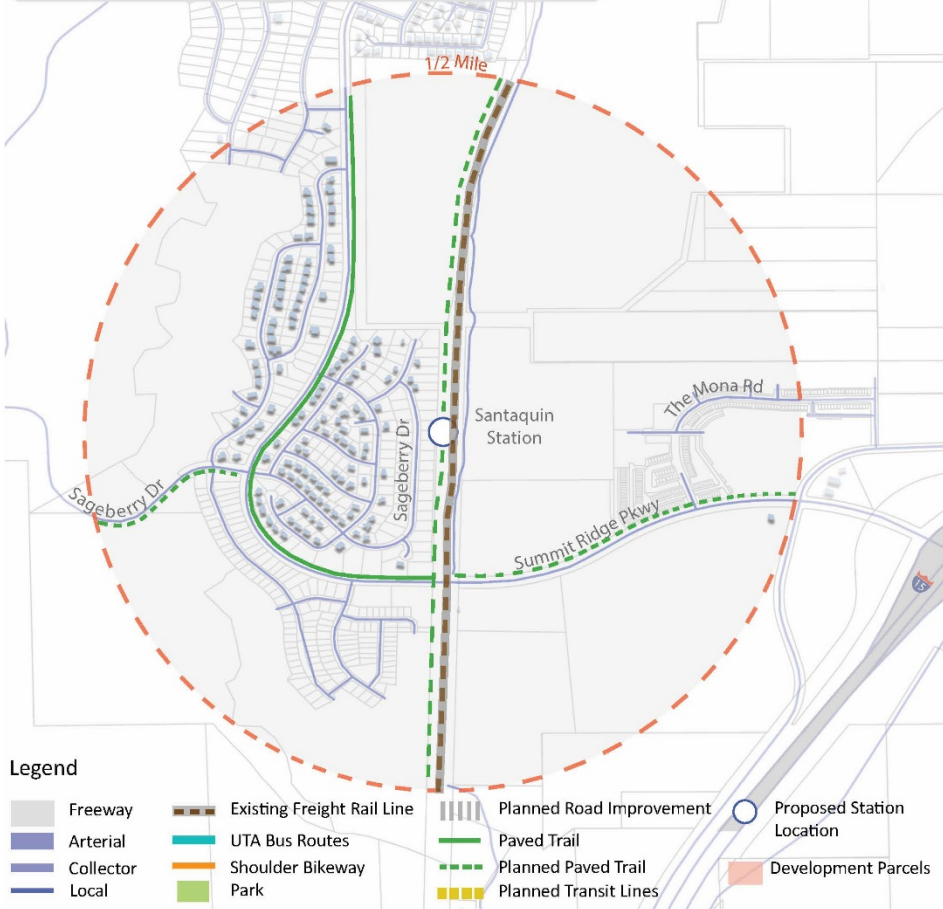 1/2 Mile
The Mona Rd
Santaquin
Station
Sageberry Dr
Sageberry Dr
Summit Ridge Pkwy
15
Legend
Freeway
Arterial
Collector
Local
Existing Freight Rail Line
UTA Bus Routes
Shoulder Bikeway
Park
Planned Road Improvement
Paved Trail
Planned Paved Trail
Planned Transit Lines
Proposed Station
Location
Development Parcels